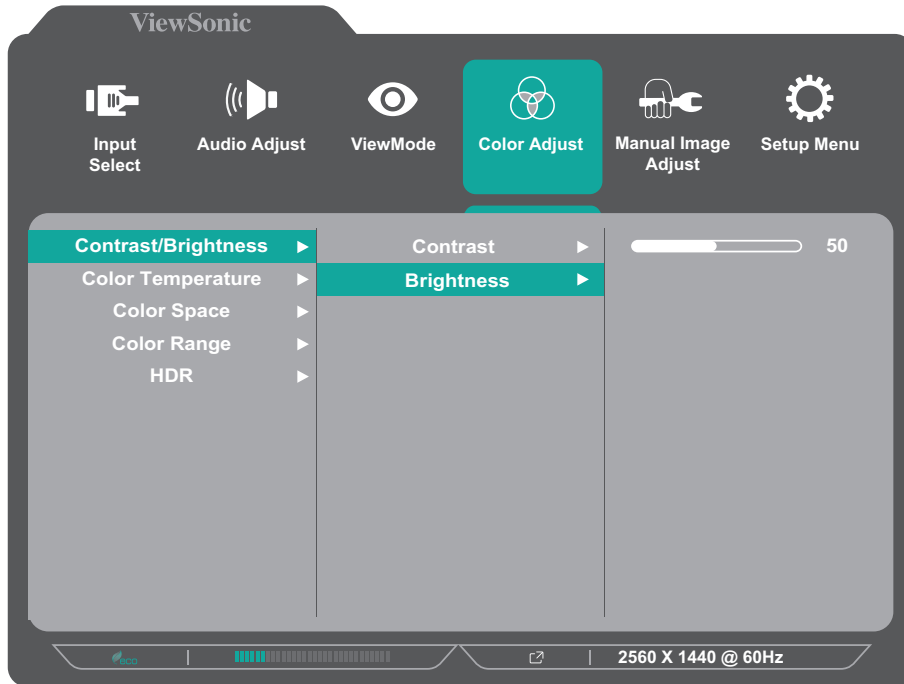 ViewSonic
Input
Select
Audio Adjust
ViewMode
Color Adjust
Manual Image
Adjust
Setup Menu
Contrast/Brightness
Contrast
50
Color Temperature
Brightness
Color Space
Color Range
HDR
eco
2560 X 1440 @ 60Hz